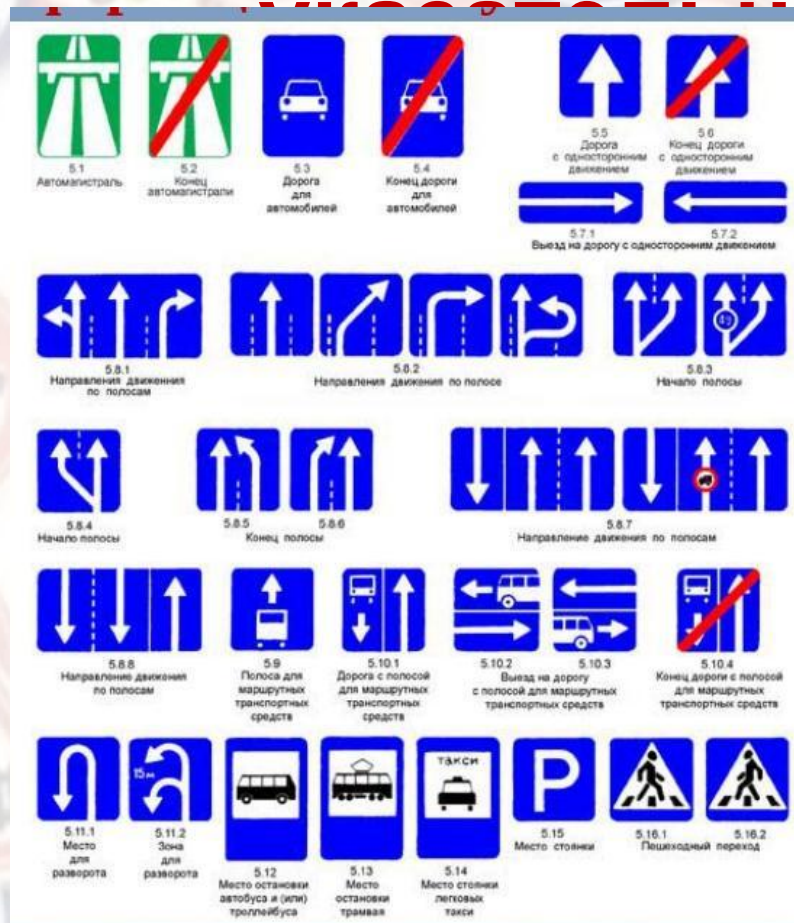 5.1
Автомагистраль
5.2
Конец
автомагистрали
5.3
Дорога
для
автомобилей
5.4
Конец дороги
для
автомобилей
5.5
Дорога
с односторонним
движением
5.6
Конец дороги
с односторонним
движением
5.7.1
5.7.2
Выезд на дорогу с односторонним движением
5.8.1
Направления движенния
по полосам
5.8.2
Направления движения по полосе
40
5.8.3
Начало полосы
5.8.4
Начало полосы
5.8.5
5.8.6
Конец полосы
5.8.7
Направление движения по полосам
5.8.8
Направление движения
по полосам
5.9
Полоса для
маршрутных
транспортных
средств
5.10.1
Дорога с полосой
для маршрутных
транспортных
средств
5.10.2
5.10.3
Выезд на дорогу
с полосой для маршрутных
транспортных средств
5.10.4
Конец дороги с полосой
для маршрутных
транспортных средств
5.11.1
Место
для
разворота
15м
5.11.2
Зона
для
разворота
5.12
Место остановки
автобуса и (или)
троллейбуса
5.13
Место
остановки
трамвая
ТАКСИ
5.14
Место стоянки
легковых
такси
P
5.15
Место стоянки
5.16.1
5.16.2
Пешеходный переход